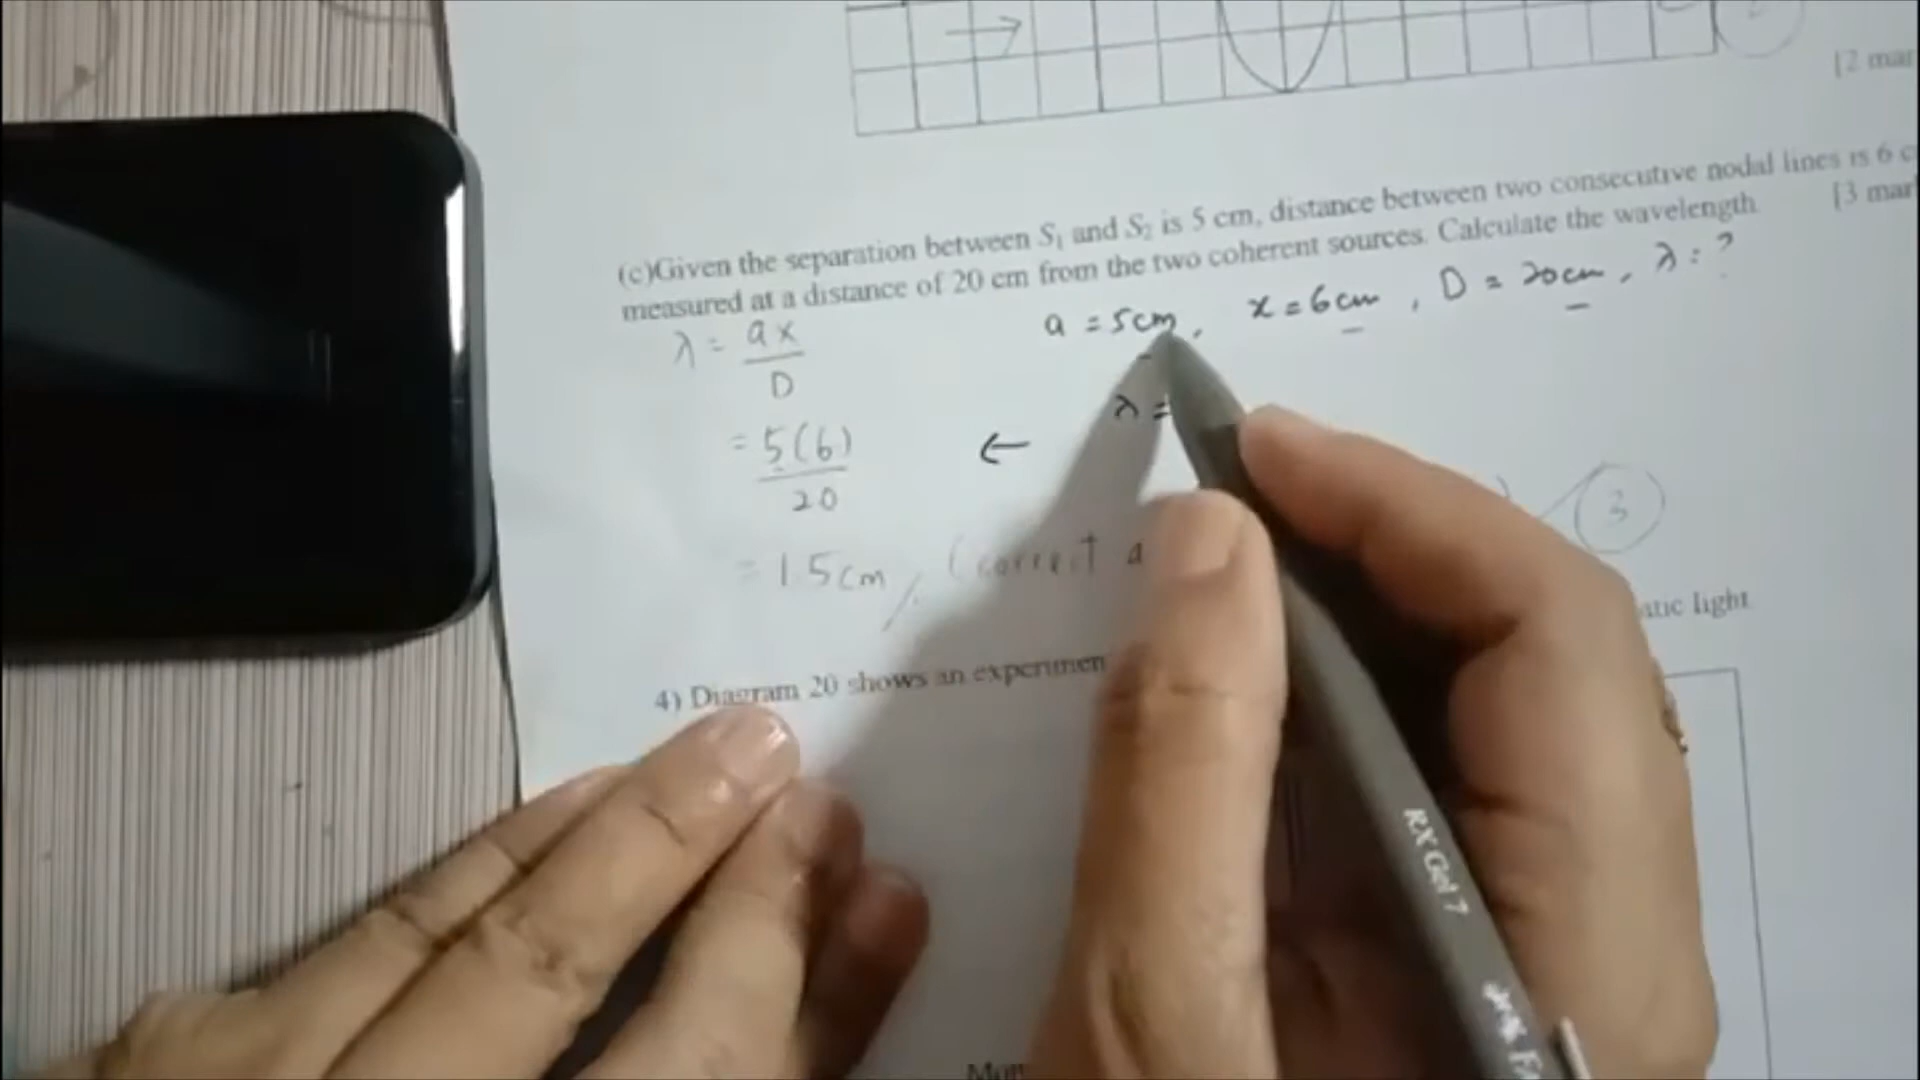 [2 mar
(c)Given the separation between S₁ and S₂ is 5 cm, distance between two consecutive nodal lines is 6 c
measured at a distance of 20 cm from the two coherent sources. Calculate the wavelength
[3 mar
a = 5cm, x = 6cm, D = 20cm, λ : ?
λ = ax
D
= 5(6)
20
←
λ =
= 1.5cm (correct a
3
4) Diagram 20 shows an experimen
atic light
Mon
RX Gel 7